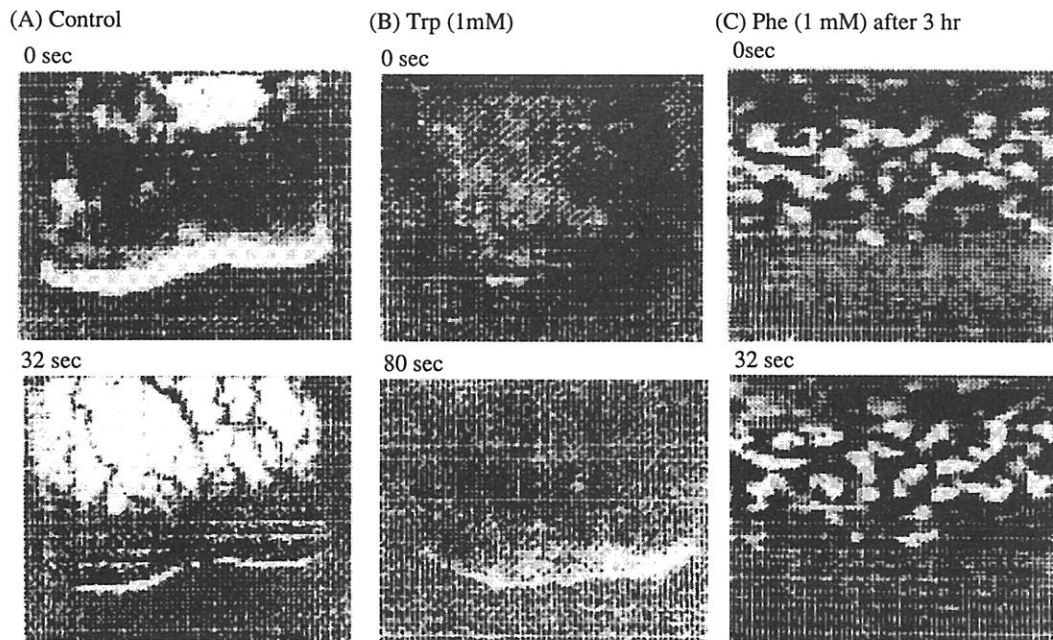 (A) Control
(B) Trp (1mM)
(C) Phe (1 mM) after 3 hr
0 sec
0 sec
0sec
32 sec
80 sec
32 sec